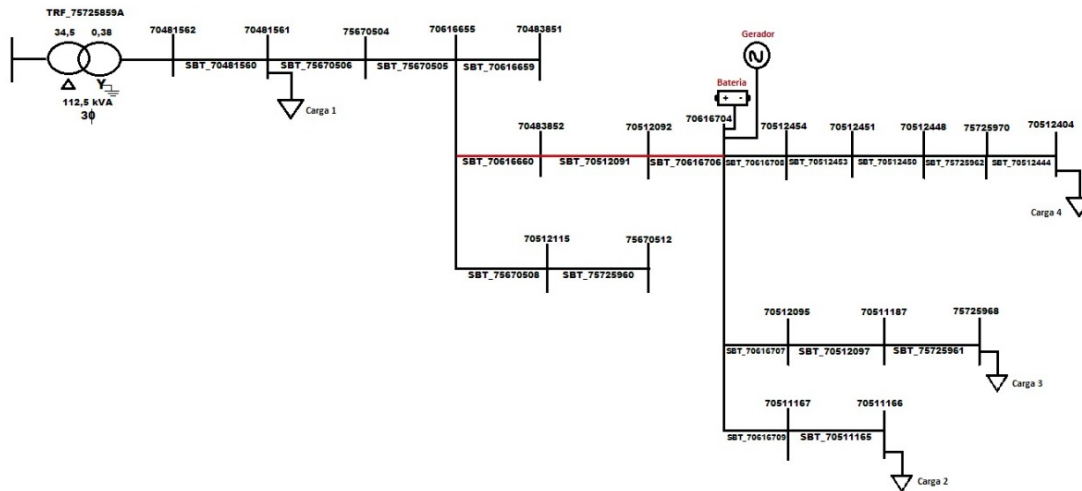 TRF_75725859A
34,5 0,38
112,5 kVA
30
70481562
SBT_70481560
70481561
Carga 1
SBT_75670506
75670504
SBT_75670505
70616655
SBT_70616659
70483851
Gerador
Bateria
+ -
70616704
70483852
70512092
SBT_70616660
SBT_70512091
SBT_70616706
70512454
70512451
70512448
75725970
70512404
SBT_70616708
SBT_70512453
SBT_70512450
SBT_75725962
SBT_70512444
Carga 4
70512115
75670512
SBT_75670508
SBT_75725960
70512095
70511187
75725968
SBT_70616707
SBT_70512097
SBT_75725961
Carga 3
70511167
70511166
SBT_70616709
SBT_70511165
Carga 2